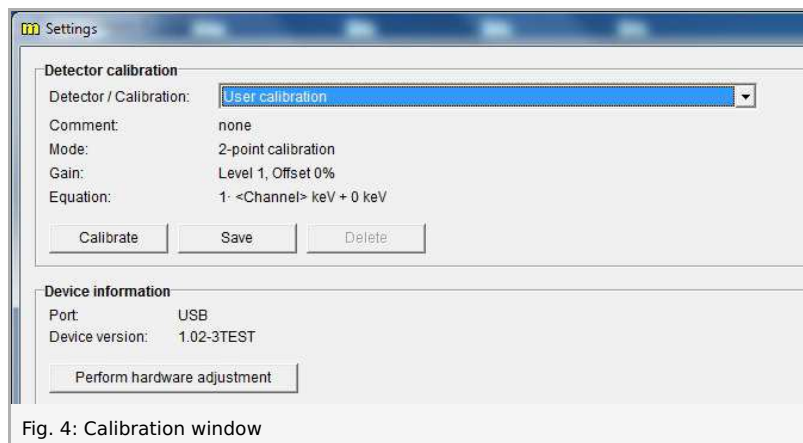 m Settings
Detector calibration
Detector / Calibration: User calibration
Comment: none
Mode: 2-point calibration
Gain: Level 1, Offset 0%
Equation: 1· <Channel> keV + 0 keV
Calibrate Save Delete
Device information
Port: USB
Device version: 1.02-3TEST
Perform hardware adjustment
Fig. 4: Calibration window